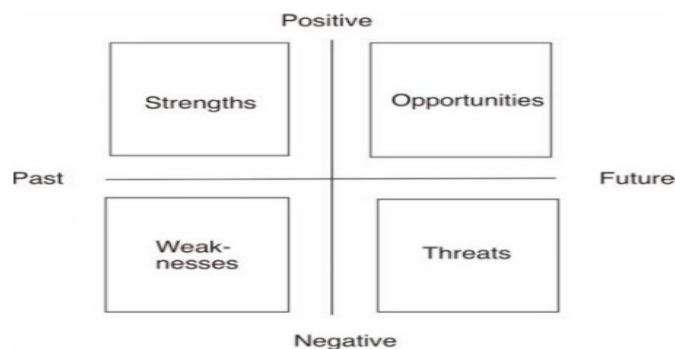 Positive
Strengths
Opportunities
Past
Future
Weak-
nesses
Threats
Negative